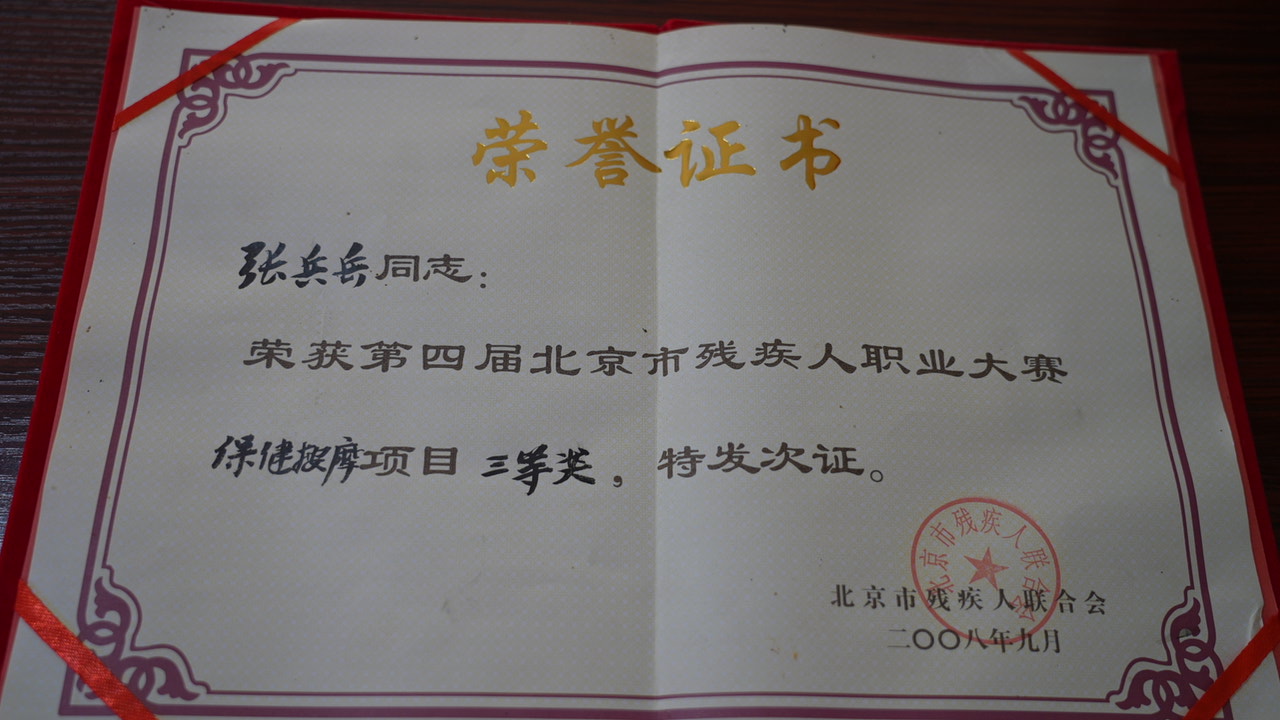 荣誉证书
张兵岳同志：
荣获第四届北京市残疾人职业大赛
保健按摩项目 三等奖，特发次证。
北京市残疾人联合会
北京市残疾人联合会
二〇〇八年九月